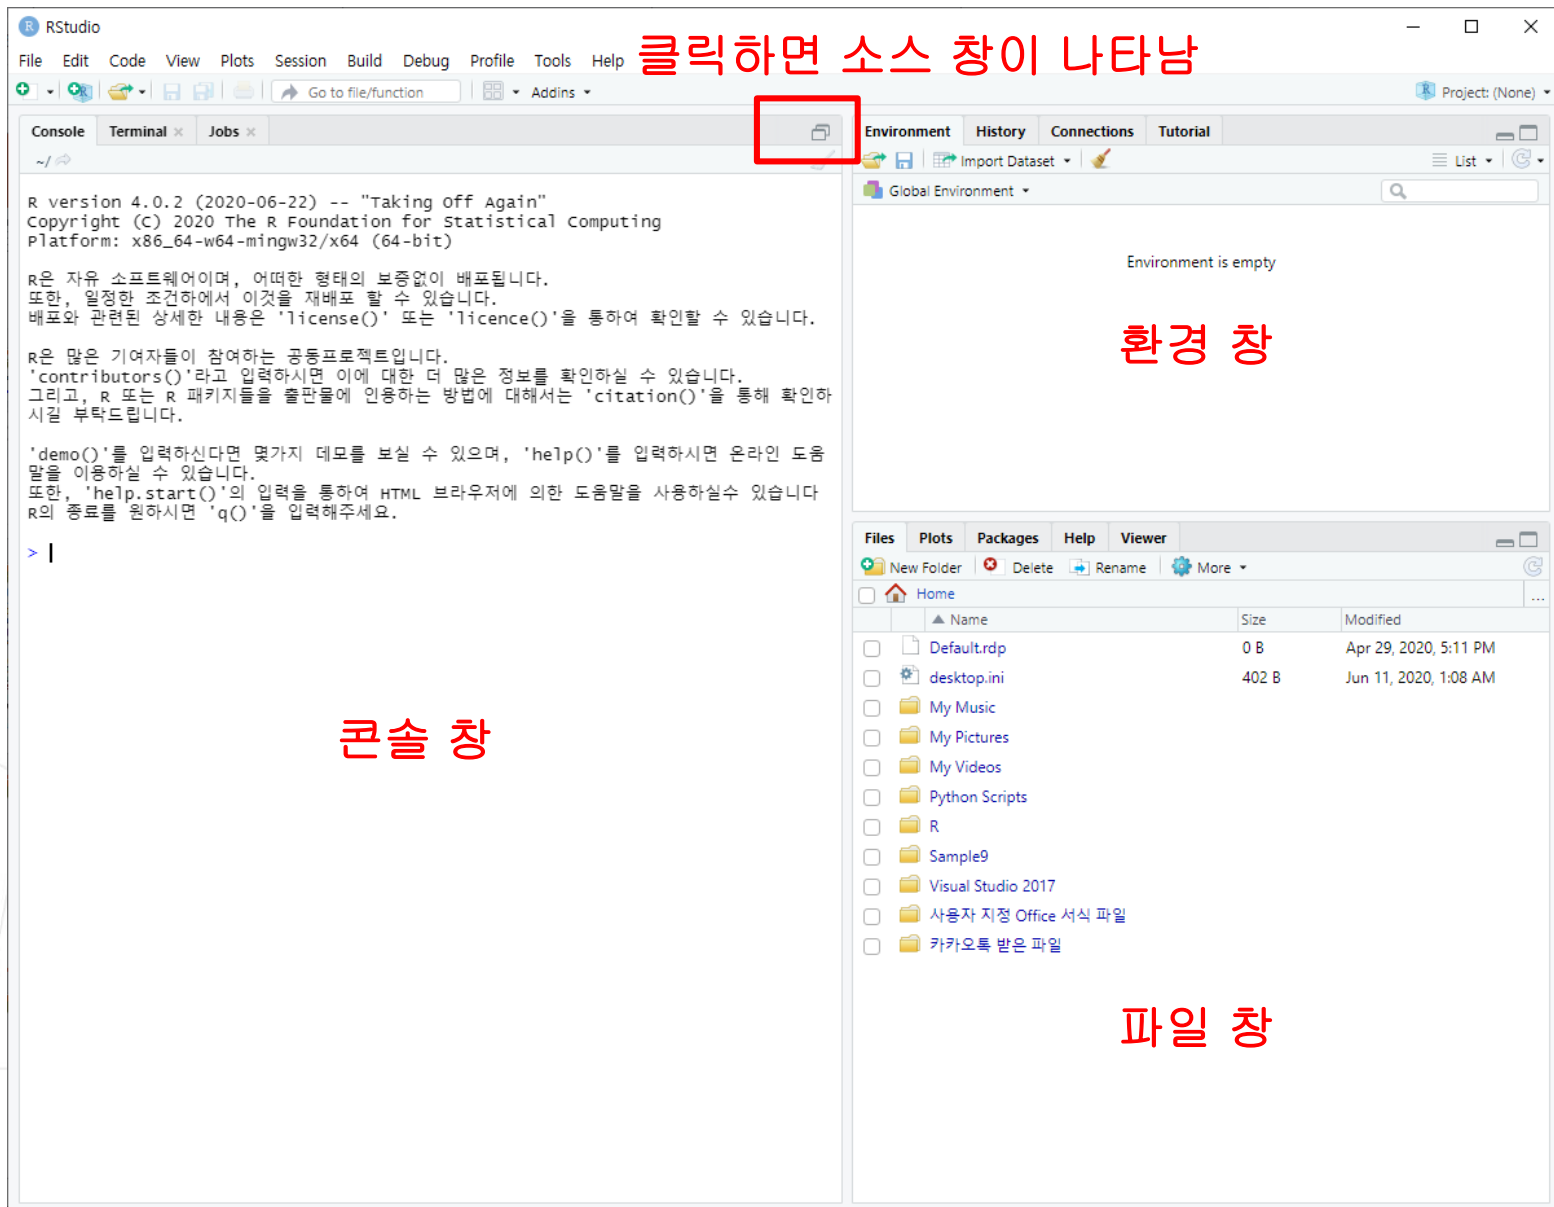 RStudio
File Edit Code View Plots Session Build Debug Profile Tools Help
클릭하면 소스 창이 나타남
Go to file/function
Addins
Project: (None)
Console Terminal Jobs
~/
R version 4.0.2 (2020-06-22) -- "Taking Off Again"
Copyright (C) 2020 The R Foundation for Statistical Computing
Platform: x86_64-w64-mingw32/x64 (64-bit)
R은 자유 소프트웨어이며, 어떠한 형태의 보증없이 배포됩니다.
또한, 일정한 조건하에서 이것을 재배포 할 수 있습니다.
배포와 관련된 상세한 내용은 'license()' 또는 'licence()'을 통하여 확인할 수 있습니다.
R은 많은 기여자들이 참여하는 공동프로젝트입니다.
'contributors()'라고 입력하시면 이에 대한 더 많은 정보를 확인하실 수 있습니다.
그리고, R 또는 R 패키지들을 출판물에 인용하는 방법에 대해서는 'citation()'을 통해 확인하
시길 부탁드립니다.
'demo()'를 입력하신다면 몇가지 데모를 보실 수 있으며, 'help()'를 입력하시면 온라인 도움
말을 이용하실 수 있습니다.
또한, 'help.start()'의 입력을 통하여 HTML 브라우저에 의한 도움말을 사용하실수 있습니다
R의 종료를 원하시면 'q()'을 입력해주세요.
>
콘솔 창
Environment History Connections Tutorial
Import Dataset
List
Global Environment
Environment is empty
환경 창
Files Plots Packages Help Viewer
New Folder Delete Rename More
Home
...
Name Size Modified
Default.rdp 0 B Apr 29, 2020, 5:11 PM
desktop.ini 402 B Jun 11, 2020, 1:08 AM
My Music
My Pictures
My Videos
Python Scripts
R
Sample9
Visual Studio 2017
사용자 지정 Office 서식 파일
카카오톡 받은 파일
파일 창